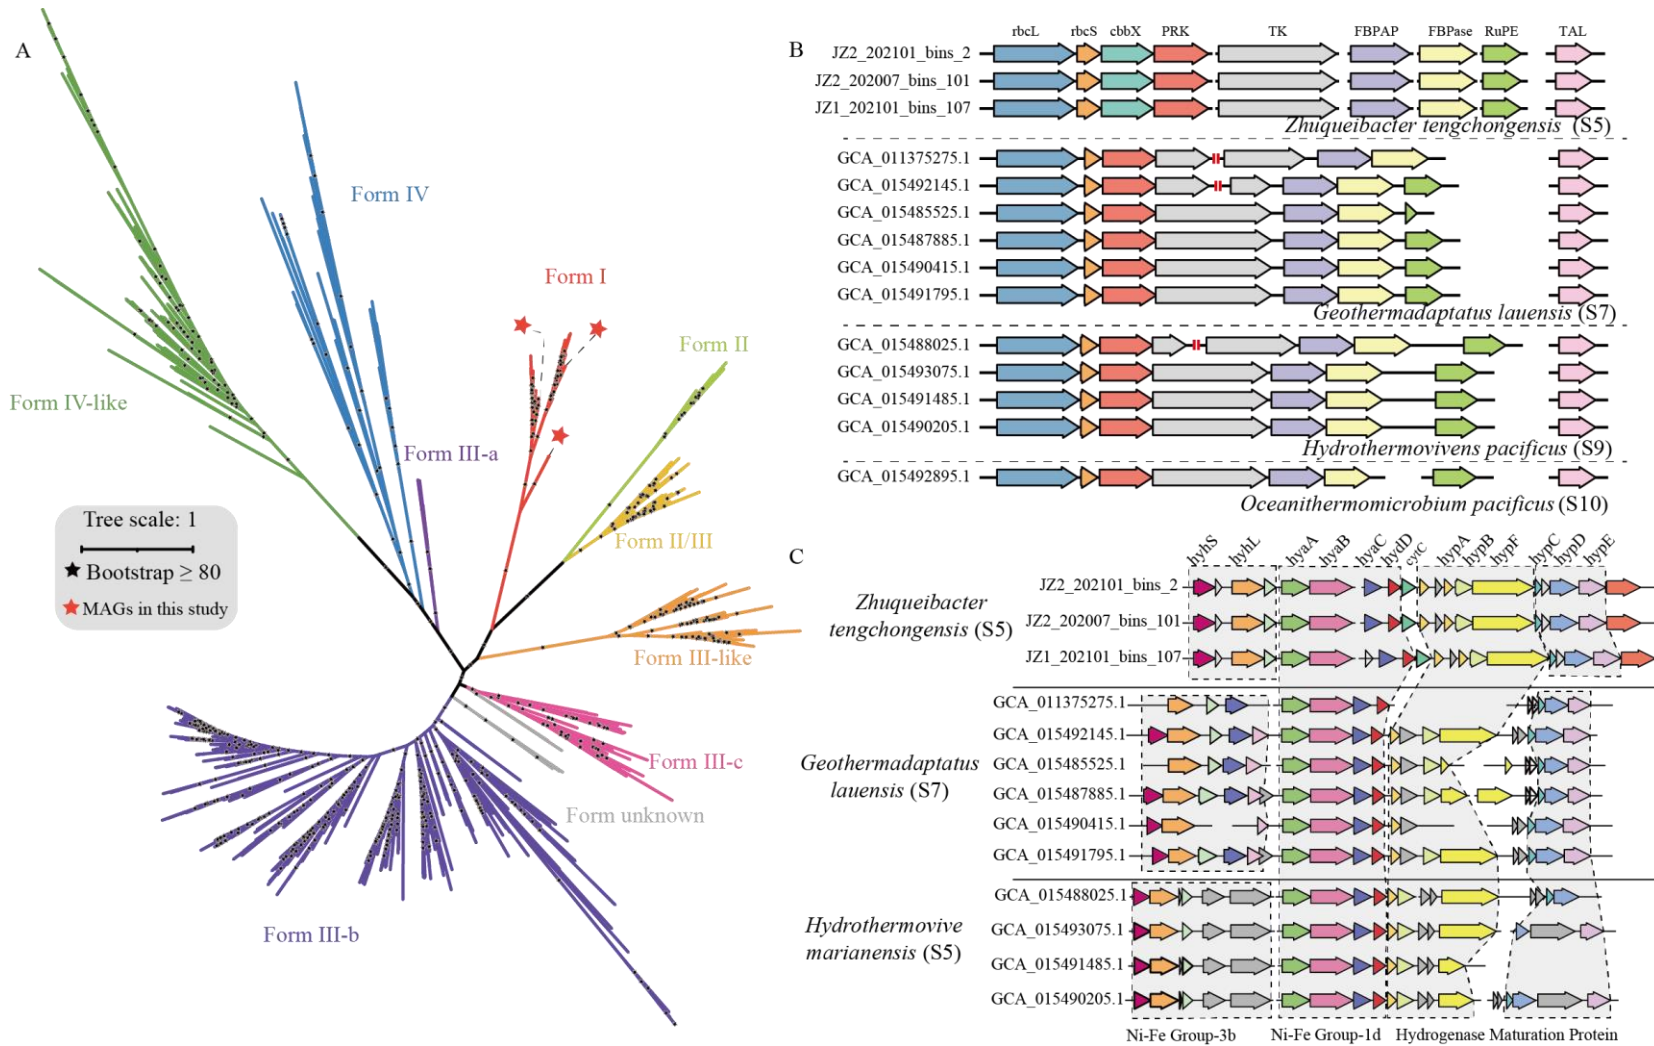 A
Form IV
Form I
Form II
Form IV-like
Form III-a
Form II/III
Tree scale: 1
Bootstrap ≥ 80
MAGs in this study
Form III-like
Form III-c
Form unknown
Form III-b
B
rbcL rbcS cbbX PRK TK FBPAP FBPase RuPE TAL
JZ2_202101_bins_2
JZ2_202007_bins_101
JZ1_202101_bins_107
Zhuqueibacter tengchongensis (S5)
GCA_011375275.1
GCA_015492145.1
GCA_015485525.1
GCA_015487885.1
GCA_015490415.1
GCA_015491795.1
Geothermadaptatus lauensis (S7)
GCA_015488025.1
GCA_015493075.1
GCA_015491485.1
GCA_015490205.1
Hydrothermovivens pacificus (S9)
GCA_015492895.1
Oceanithermomicrobium pacificus (S10)
C
hyhS hyhL hyaA hyaB hyaC hydD cytC hypA hypB hypF hypC hypD hypE
Zhuqueibacter
tengchongensis (S5)
JZ2_202101_bins_2
JZ2_202007_bins_101
JZ1_202101_bins_107
Geothermadaptatus
lauensis (S7)
GCA_011375275.1
GCA_015492145.1
GCA_015485525.1
GCA_015487885.1
GCA_015490415.1
GCA_015491795.1
Hydrothermovive
marianensis (S5)
GCA_015488025.1
GCA_015493075.1
GCA_015491485.1
GCA_015490205.1
Ni-Fe Group-3b Ni-Fe Group-1d Hydrogenase Maturation Protein